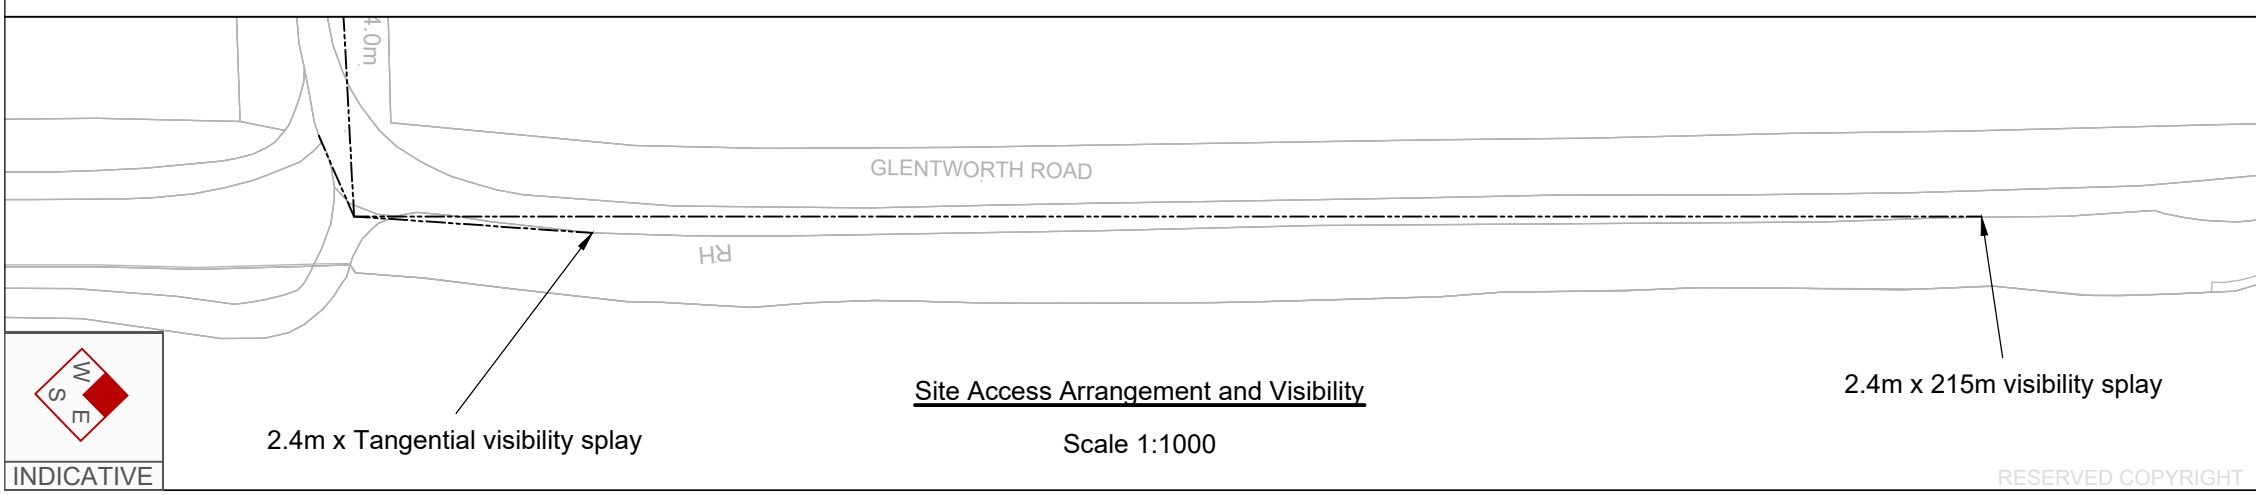 4.0m
GLENTWORTH ROAD
RH
2.4m x 215m visibility splay
Site Access Arrangement and Visibility
2.4m x Tangential visibility splay
Scale 1:1000
W
S
E
INDICATIVE
RESERVED COPYRIGHT